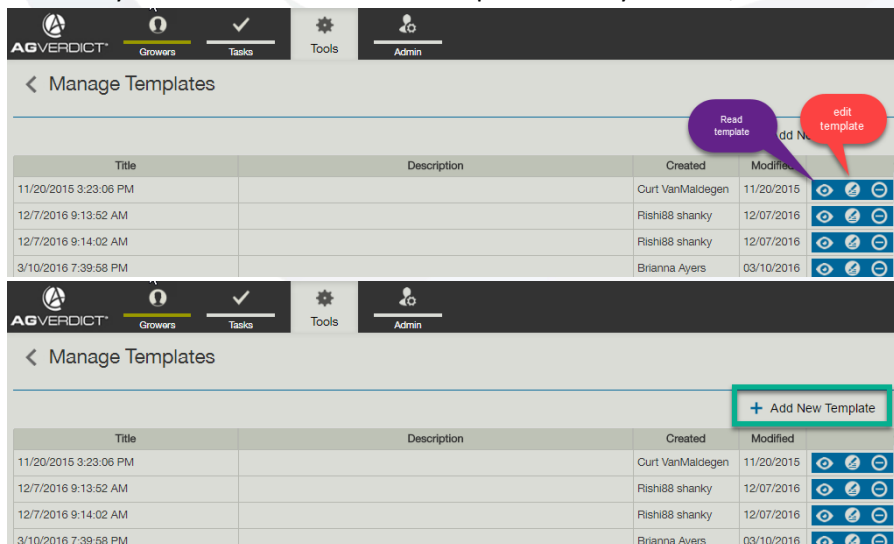 AGVERDICT
Growers
Tasks
Tools
Admin
Manage Templates
Read
template
edit
template
dd N
Title Description Created Modified
11/20/2015 3:23:06 PM Curt VanMaldegen 11/20/2015
12/7/2016 9:13:52 AM Rishi88 shanky 12/07/2016
12/7/2016 9:14:02 AM Rishi88 shanky 12/07/2016
3/10/2016 7:39:58 PM Brianna Ayers 03/10/2016
AGVERDICT
Growers
Tasks
Tools
Admin
Manage Templates
+ Add New Template
Title Description Created Modified
11/20/2015 3:23:06 PM Curt VanMaldegen 11/20/2015
12/7/2016 9:13:52 AM Rishi88 shanky 12/07/2016
12/7/2016 9:14:02 AM Rishi88 shanky 12/07/2016
3/10/2016 7:39:58 PM Brianna Ayers 03/10/2016